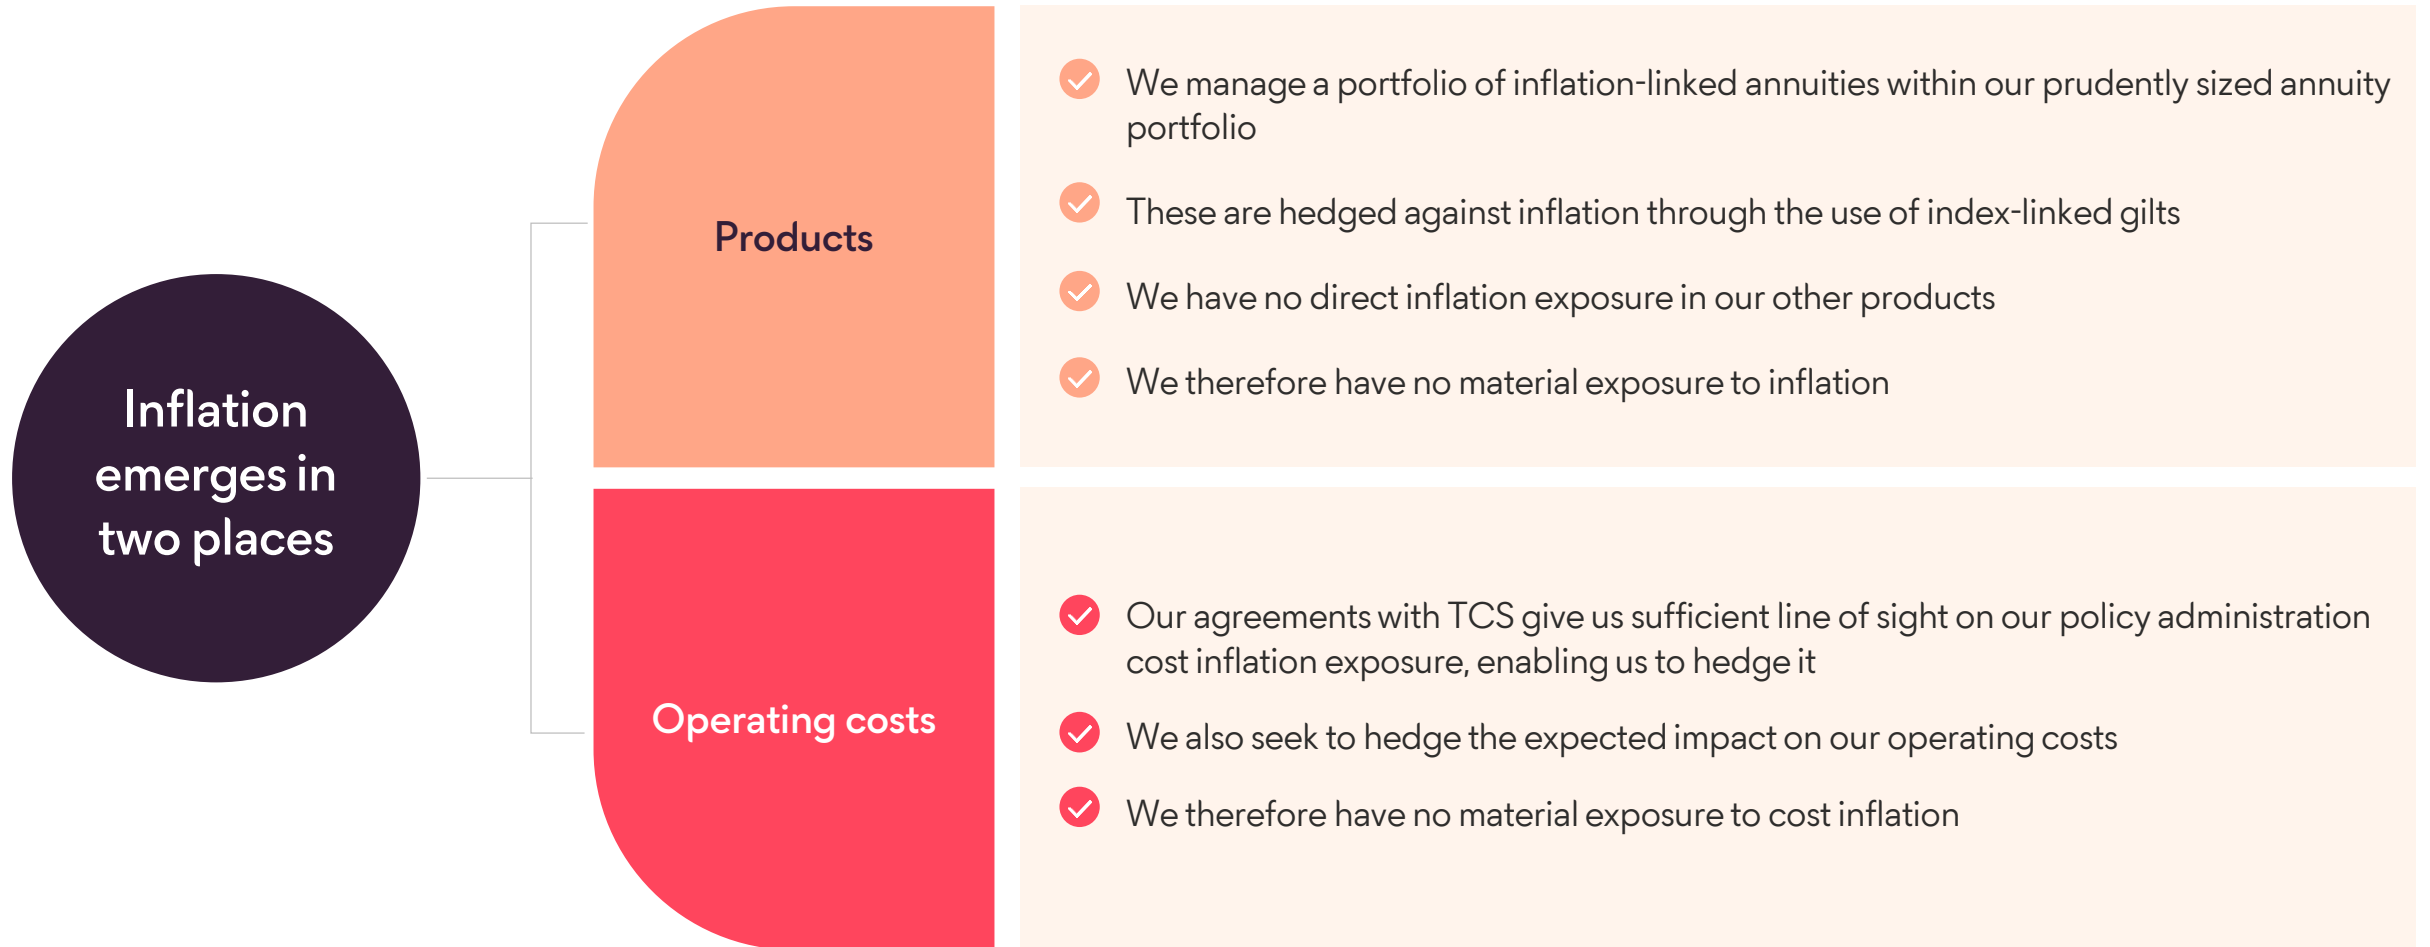 Inflation
emerges in
two places
Products
We manage a portfolio of inflation-linked annuities within our prudently sized annuity
portfolio
These are hedged against inflation through the use of index-linked gilts
We have no direct inflation exposure in our other products
We therefore have no material exposure to inflation
Operating costs
Our agreements with TCS give us sufficient line of sight on our policy administration
cost inflation exposure, enabling us to hedge it
We also seek to hedge the expected impact on our operating costs
We therefore have no material exposure to cost inflation